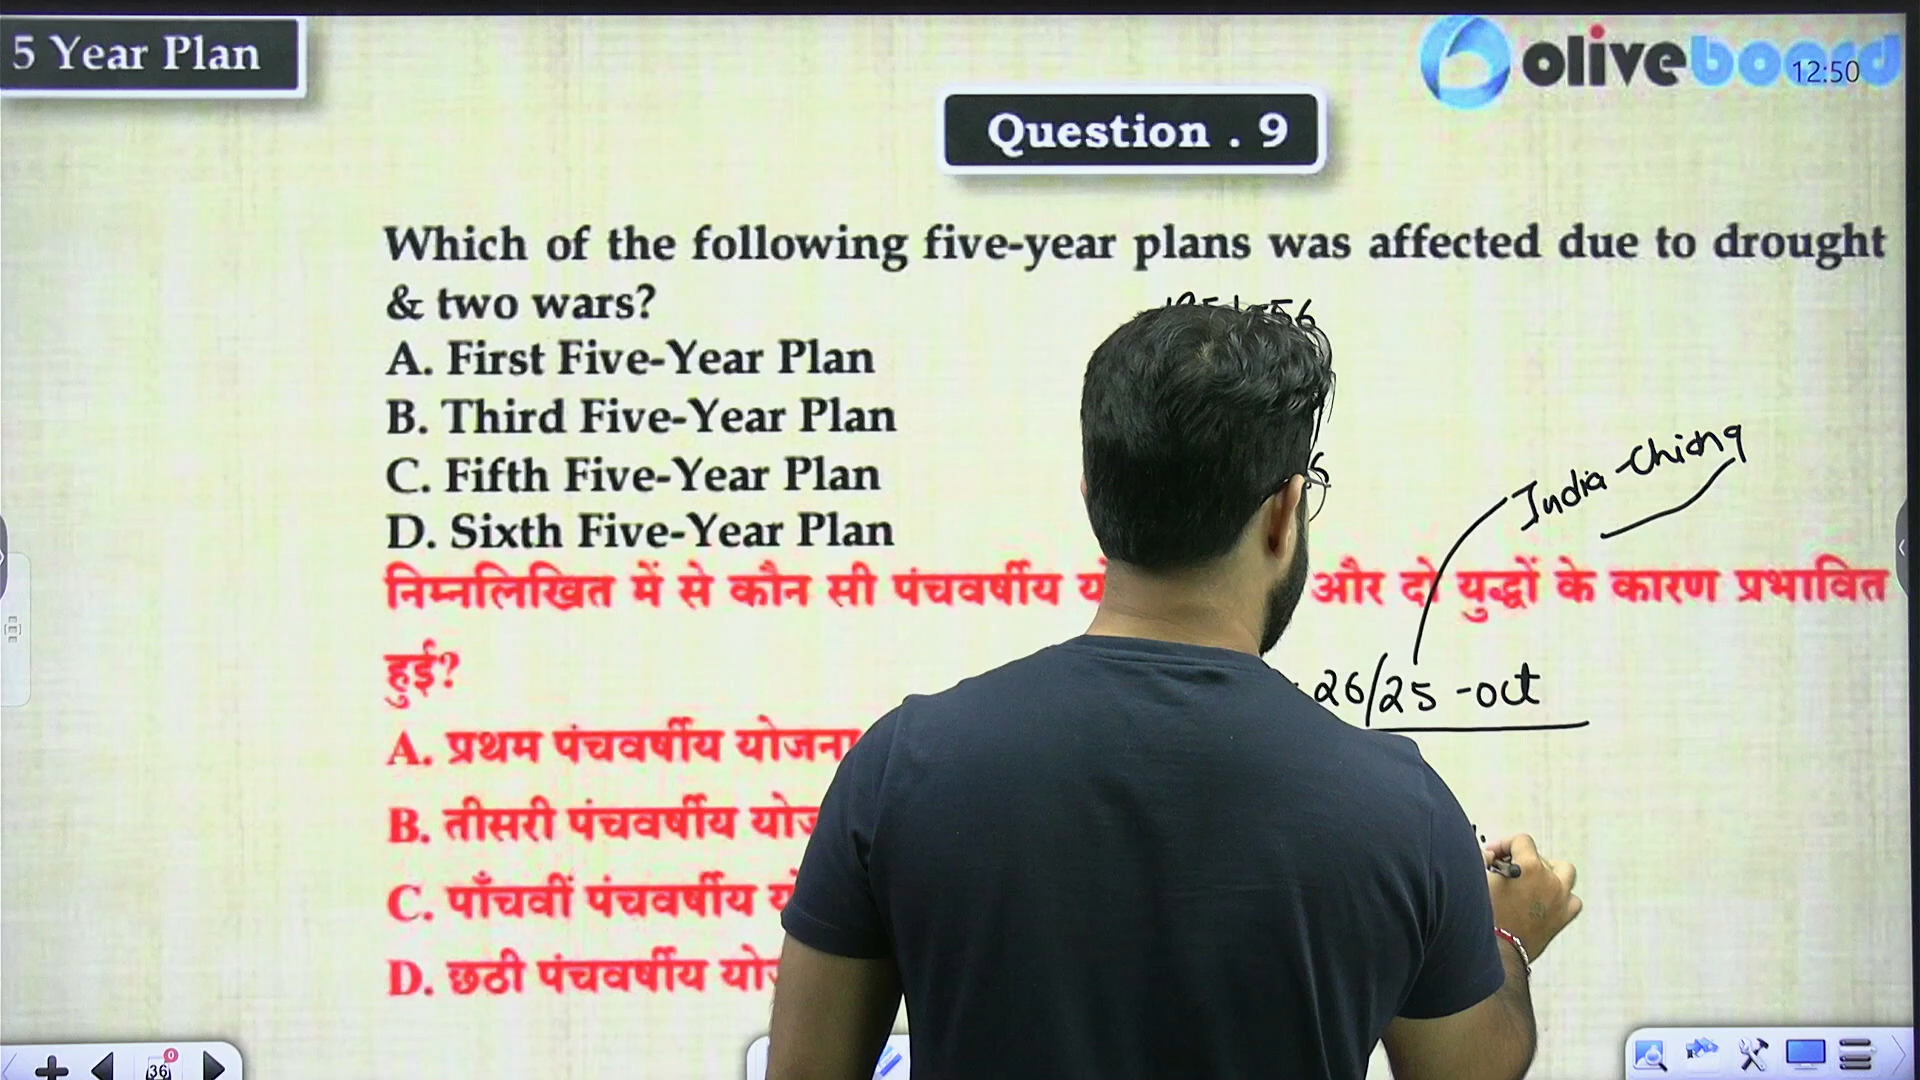 5 Year Plan
oliveboard
12:50
Question . 9
Which of the following five-year plans was affected due to drought
& two wars?
56
A. First Five-Year Plan
B. Third Five-Year Plan
C. Fifth Five-Year Plan
D. Sixth Five-Year Plan
6
India-China
निम्नलिखित में से कौन सी पंचवर्षीय और दो युद्धों के कारण प्रभावित
हुई?
26/25 -oct
A. प्रथम पंचवर्षीय योजना
B. तीसरी पंचवर्षीय
C. पाँचवीं पंचवर्षीय
D. छठी पंचवर्षीय
36
0